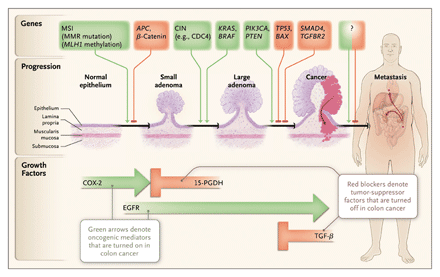 Genes
MSI
(MMR mutation)
(MLH1 methylation)
APC,
β-Catenin
CIN
(e.g., CDC4)
KRAS,
BRAF
PIK3CA,
PTEN
TP53,
BAX
SMAD4,
TGFBR2
?
Progression
Normal
epithelium
Small
adenoma
Large
adenoma
Cancer
Metastasis
Epithelium
Lamina
propria
Muscularis
mucosa
Submucosa
Growth
Factors
COX-2
15-PGDH
EGFR
TGF-β
Green arrows denote
oncogenic mediators
that are turned on in
colon cancer
Red blockers denote
tumor-suppressor
factors that are turned
off in colon cancer